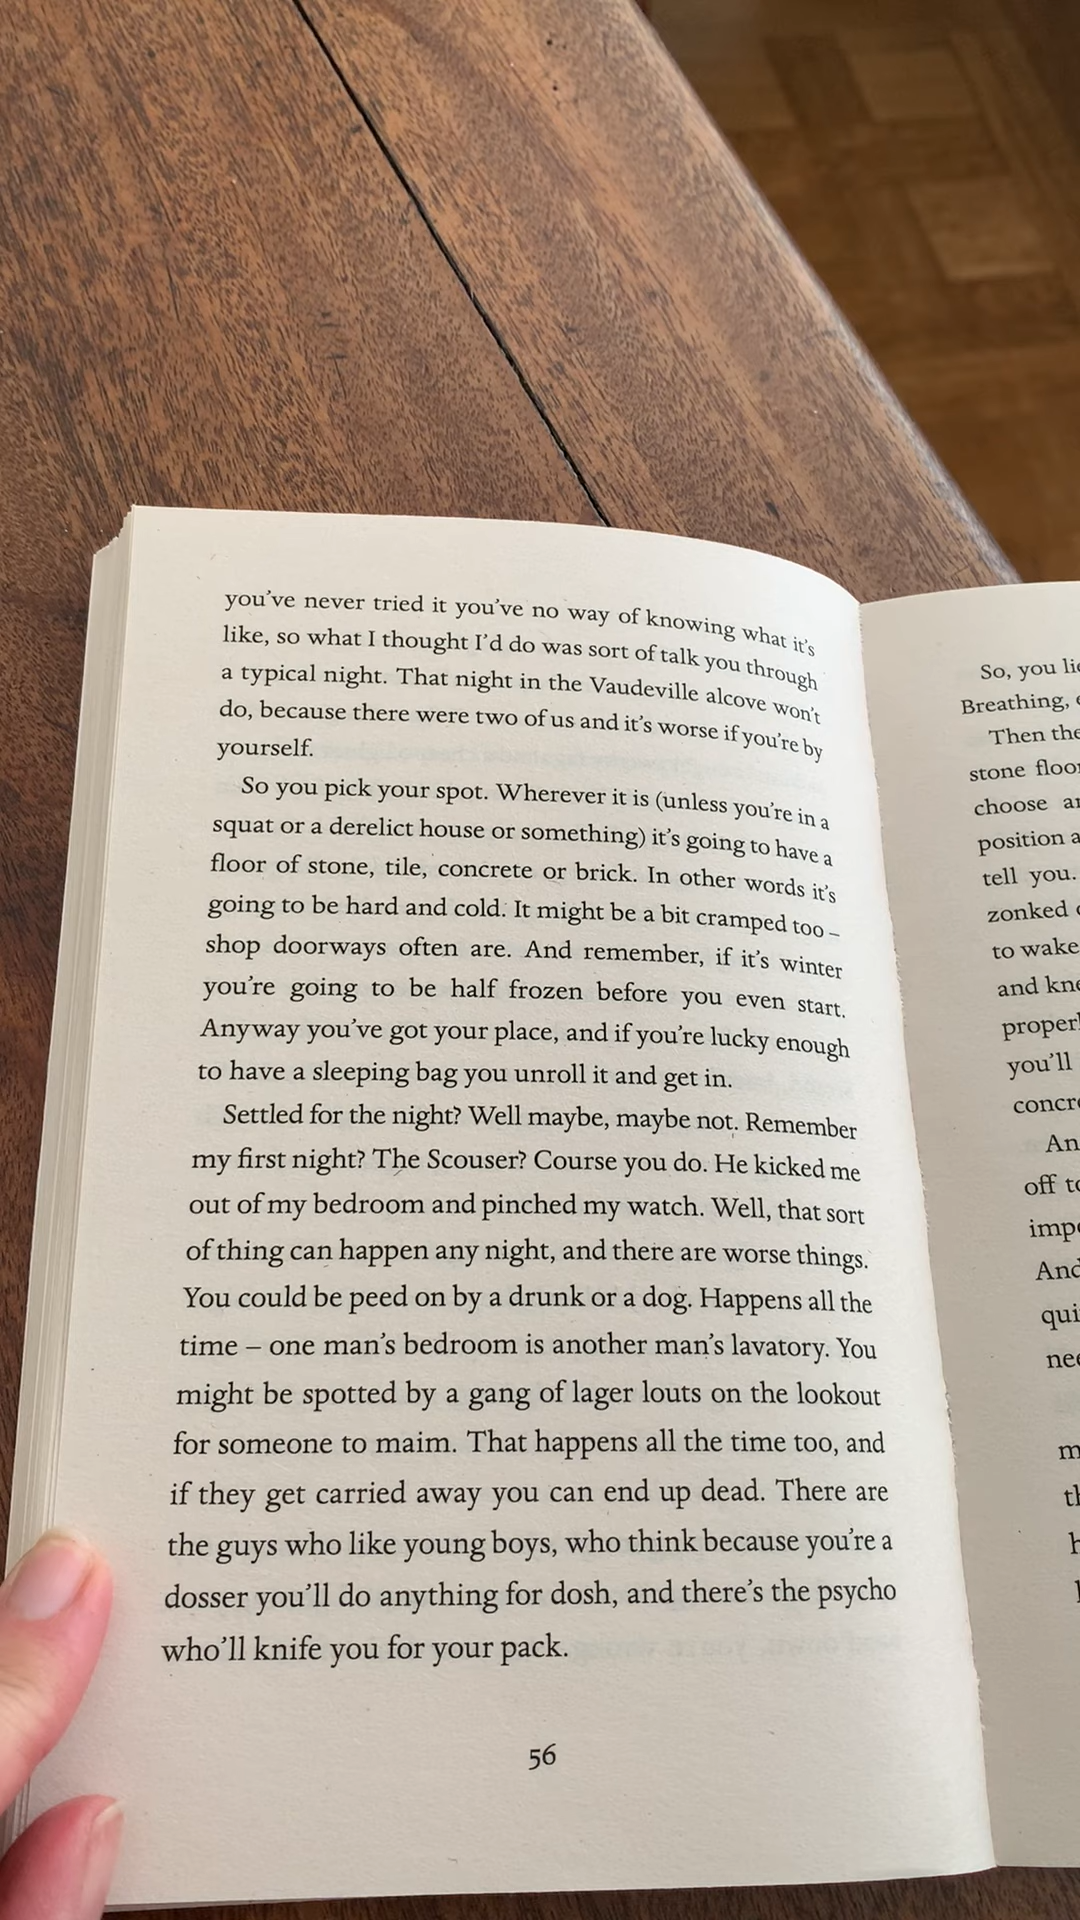 you've never tried it you've no way of knowing what it's
like, so what I thought I'd do was sort of talk you through
a typical night. That night in the Vaudeville alcove won't
do, because there were two of us and it's worse if you're by
yourself.
So you pick your spot. Wherever it is (unless you're in a
squat or a derelict house or something) it's going to have a
floor of stone, tile, concrete or brick. In other words it's
going to be hard and cold. It might be a bit cramped too –
shop doorways often are. And remember, if it's winter
you're going to be half frozen before you even start.
Anyway you've got your place, and if you're lucky enough
to have a sleeping bag you unroll it and get in.
Settled for the night? Well maybe, maybe not. Remember
my first night? The Scouser? Course you do. He kicked me
out of my bedroom and pinched my watch. Well, that sort
of thing can happen any night, and there are worse things.
You could be peed on by a drunk or a dog. Happens all the
time – one man's bedroom is another man's lavatory. You
might be spotted by a gang of lager louts on the lookout
for someone to maim. That happens all the time too, and
if they get carried away you can end up dead. There are
the guys who like young boys, who think because you're a
dosser you'll do anything for dosh, and there's the psycho
who'll knife you for your pack.
56
So, you
Breathing,
Then the
stone
choose
position
tell you.
zonked
to wake
and
you'll
off
And